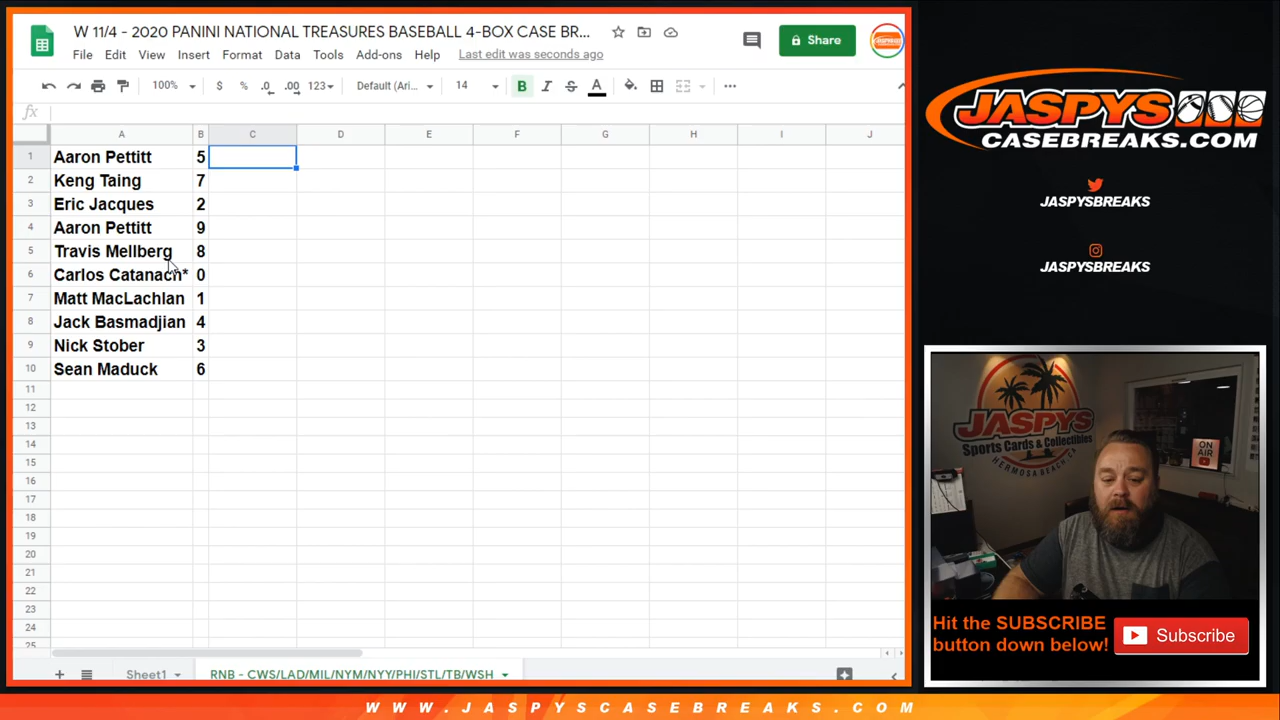 W 11/4 - 2020 PANINI NATIONAL TREASURES BASEBALL 4-BOX CASE BR...
File Edit View Insert Format Data Tools Add-ons Help Last edit was seconds ago
Share
100% $ % .0 .00 123 Default (Ari... 14 B I S A
fx
A B C D E F G H I J
1 Aaron Pettitt 5
2 Keng Taing 7
3 Eric Jacques 2
4 Aaron Pettitt 9
5 Travis Mellberg 8
6 Carlos Catanach* 0
7 Matt MacLachlan 1
8 Jack Basmadjian 4
9 Nick Stober 3
10 Sean Maduck 6
11
12
13
14
15
16
17
18
19
20
21
22
23
24
25
Sheet1 RNB - CWS/LAD/MIL/NYM/NYY/PHI/STL/TB/WSH
JASPYS
CASEBREAKS.COM
JASPYSBREAKS
JASPYSBREAKS
JASPYS
Sports Cards & Collectibles
HERMOSA BEACH CA
ON
AIR
Hit the SUBSCRIBE
button down below!
Subscribe
WWW.JASPYSCASEBREAKS.COM